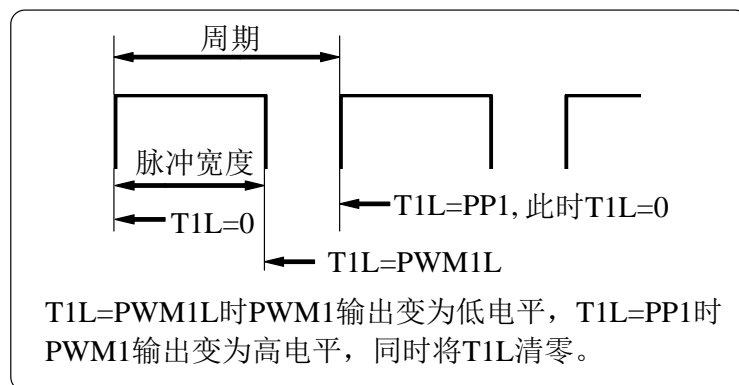 周期
脉冲宽度
T1L=0
T1L=PP1, 此时T1L=0
T1L=PWM1L
T1L=PWM1L时PWM1输出变为低电平，T1L=PP1时
PWM1输出变为高电平，同时将T1L清零。